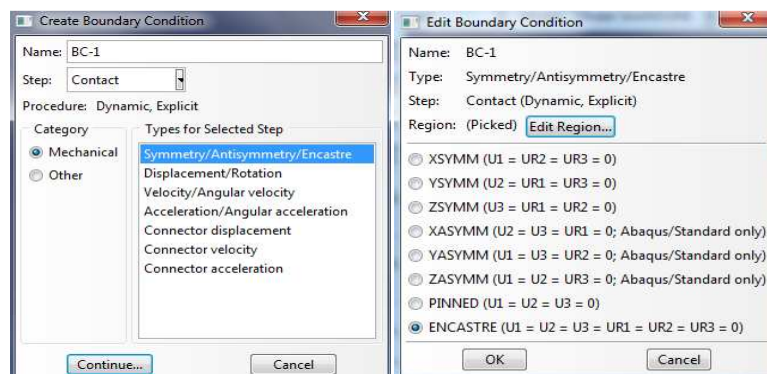 Create Boundary Condition
Name: BC-1
Step: Contact
Procedure: Dynamic, Explicit
Category
Mechanical
Other
Types for Selected Step
Symmetry/Antisymmetry/Encastre
Displacement/Rotation
Velocity/Angular velocity
Acceleration/Angular acceleration
Connector displacement
Connector velocity
Connector acceleration
Continue...
Cancel
Edit Boundary Condition
Name: BC-1
Type: Symmetry/Antisymmetry/Encastre
Step: Contact (Dynamic, Explicit)
Region: (Picked) Edit Region...
XSYMM (U1 = UR2 = UR3 = 0)
YSYMM (U2 = UR1 = UR3 = 0)
ZSYMM (U3 = UR1 = UR2 = 0)
XASYMM (U2 = U3 = UR1 = 0; Abaqus/Standard only)
YASYMM (U1 = U3 = UR2 = 0; Abaqus/Standard only)
ZASYMM (U1 = U2 = UR3 = 0; Abaqus/Standard only)
PINNED (U1 = U2 = U3 = 0)
ENCASTRE (U1 = U2 = U3 = UR1 = UR2 = UR3 = 0)
OK
Cancel